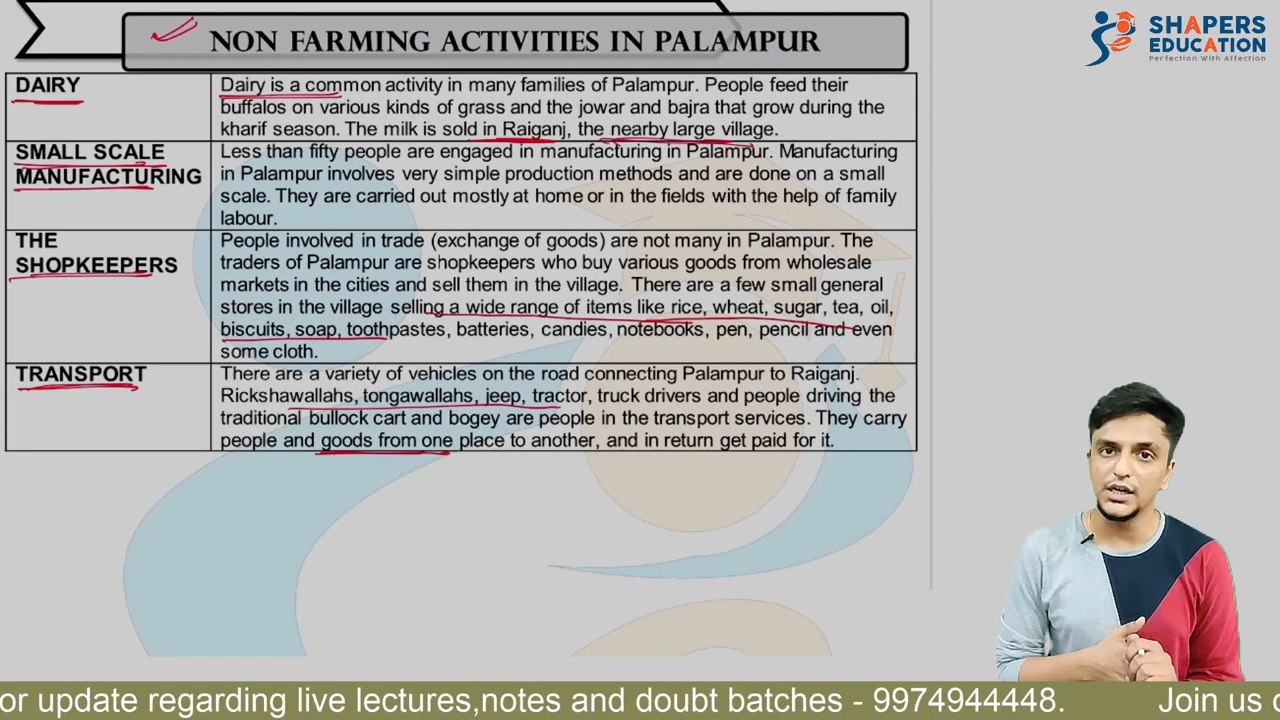 NON FARMING ACTIVITIES IN PALAMPUR
SHAPERS
EDUCATION
Perfection With Affection
DAIRY
Dairy is a common activity in many families of Palampur. People feed their
buffalos on various kinds of grass and the jowar and bajra that grow during the
kharif season. The milk is sold in Raiganj, the nearby large village.
SMALL SCALE
MANUFACTURING
Less than fifty people are engaged in manufacturing in Palampur. Manufacturing
in Palampur involves very simple production methods and are done on a small
scale. They are carried out mostly at home or in the fields with the help of family
labour.
THE
SHOPKEEPERS
People involved in trade (exchange of goods) are not many in Palampur. The
traders of Palampur are shopkeepers who buy various goods from wholesale
markets in the cities and sell them in the village. There are a few small general
stores in the village selling a wide range of items like rice, wheat, sugar, tea, oil,
biscuits, soap, toothpastes, batteries, candies, notebooks, pen, pencil and even
some cloth.
TRANSPORT
There are a variety of vehicles on the road connecting Palampur to Raiganj.
Rickshawallahs, tongawallahs, jeep, tractor, truck drivers and people driving the
traditional bullock cart and bogey are people in the transport services. They carry
people and goods from one place to another, and in return get paid for it.
or update regarding live lectures,notes and doubt batches - 9974944448. Join us o